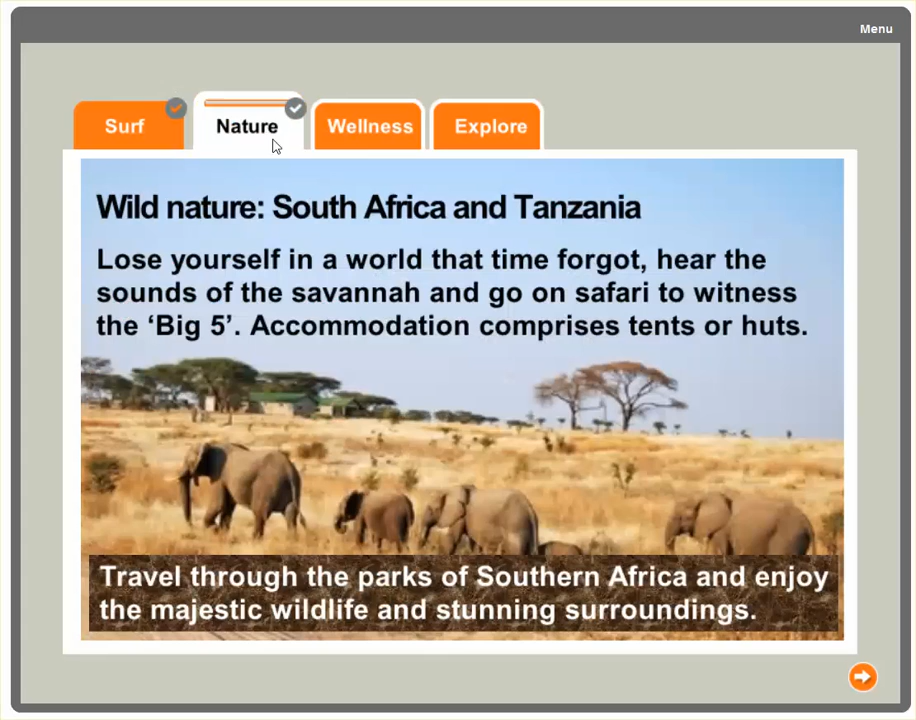 Menu
Surf
Nature
Wellness
Explore
Wild nature: South Africa and Tanzania
Lose yourself in a world that time forgot, hear the
sounds of the savannah and go on safari to witness
the ‘Big 5’. Accommodation comprises tents or huts.
Travel through the parks of Southern Africa and enjoy
the majestic wildlife and stunning surroundings.